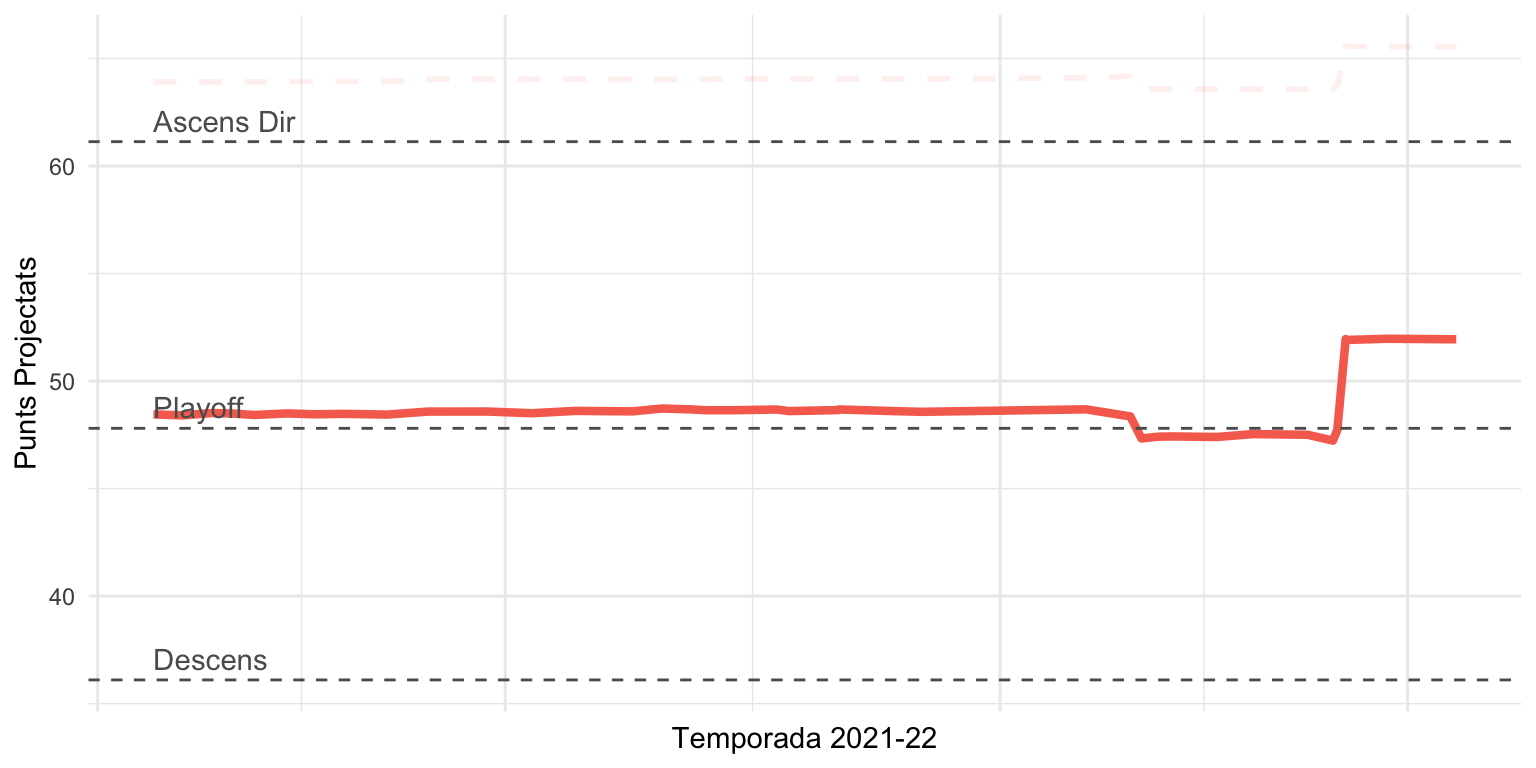 Ascens Dir
60
Punts Projectats
50
Playoff
40
Descens
Temporada 2021-22